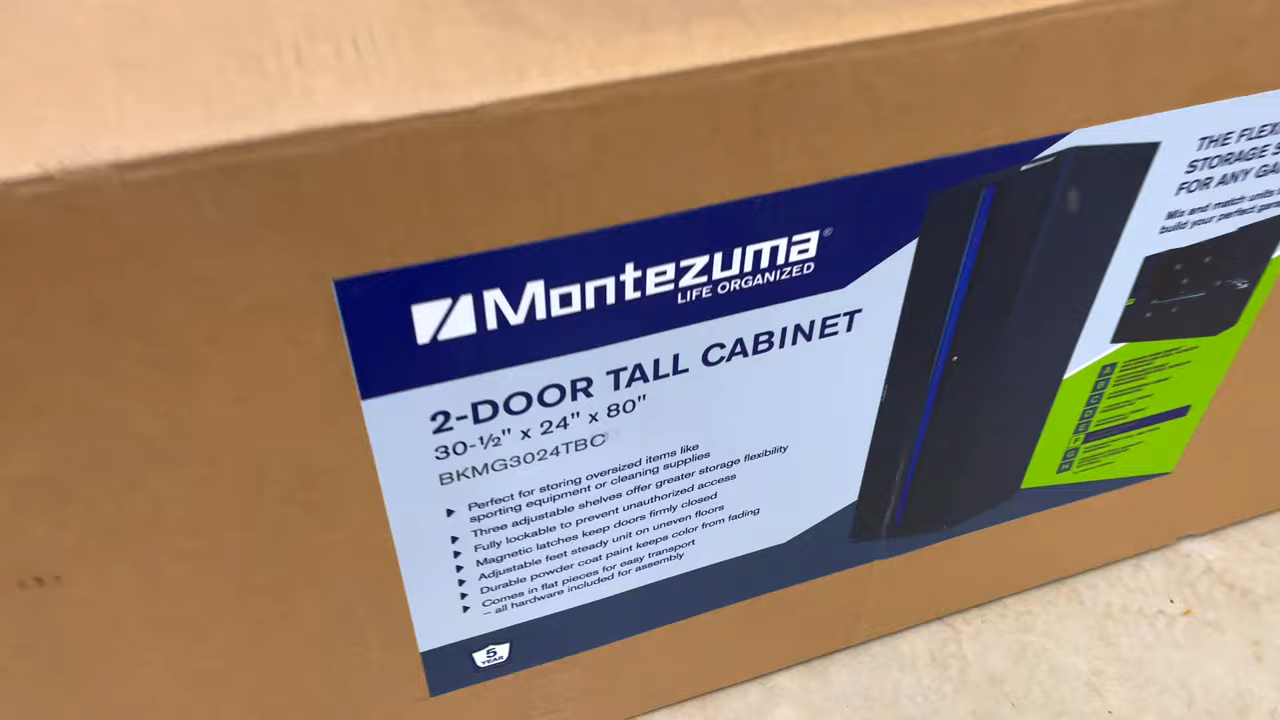 Montezuma®
LIFE ORGANIZED
2-DOOR TALL CABINET
30-½" x 24" x 80"
BKMG3024TBC
Perfect for storing oversized items like
sporting equipment or cleaning supplies
Three adjustable shelves offer greater storage flexibility
Fully lockable to prevent unauthorized access
Magnetic latches keep doors firmly closed
Adjustable feet steady unit on uneven floors
Durable powder coat paint keeps color from fading
Comes in flat pieces for easy transport
– all hardware included for assembly
5
YEAR
THE FLEX
STORAGE S
FOR ANY GA
Mix and match units
build your perfect
A
B
C
D
E
F
G
H